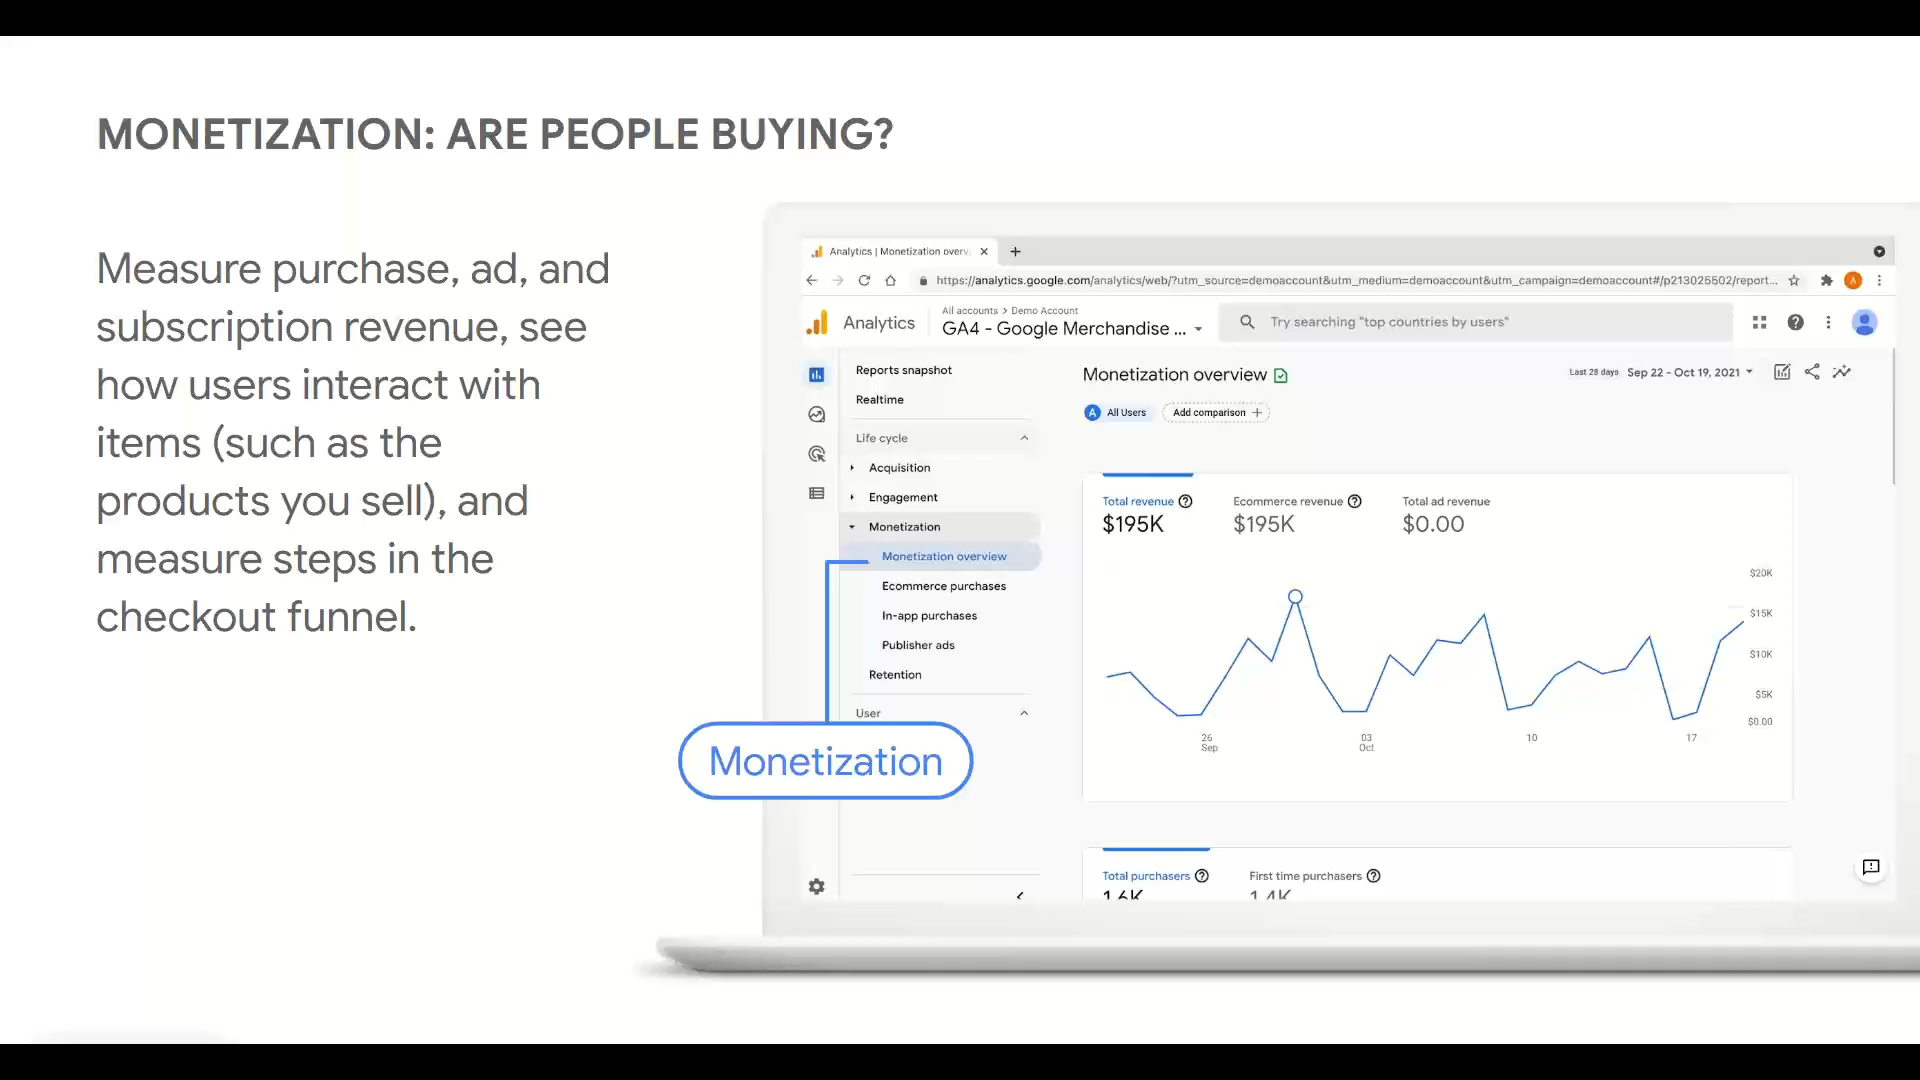 MONETIZATION: ARE PEOPLE BUYING?
Measure purchase, ad, and
subscription revenue, see
how users interact with
items (such as the
products you sell), and
measure steps in the
checkout funnel.
Analytics | Monetization overv
https://analytics.google.com/analytics/web/?utm_source=demoaccount&utm_medium=demoaccount&utm_campaign=demoaccount#/p213025502/report...
A
Analytics
All accounts > Demo Account
GA4 - Google Merchandise ...
Try searching "top countries by users"
Reports snapshot
Realtime
Life cycle
Acquisition
Engagement
Monetization
Monetization overview
Ecommerce purchases
In-app purchases
Publisher ads
Retention
User
Monetization
Monetization overview
Last 28 days Sep 22 - Oct 19, 2021
A All Users
Add comparison +
Total revenue
$195K
Ecommerce revenue
$195K
Total ad revenue
$0.00
$20K
$15K
$10K
$5K
$0.00
26
Sep
03
Oct
10
17
Total purchasers
1.6K
First time purchasers
1.4K